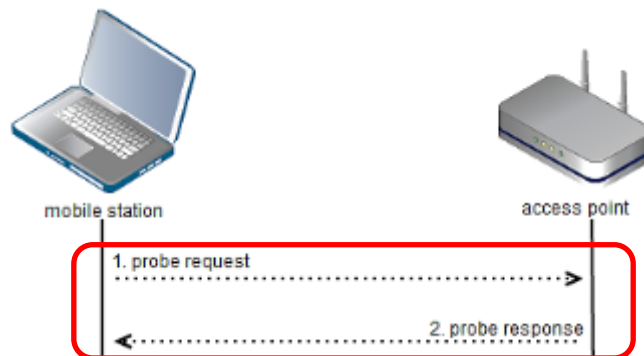 mobile station
access point
1. probe request
2. probe response